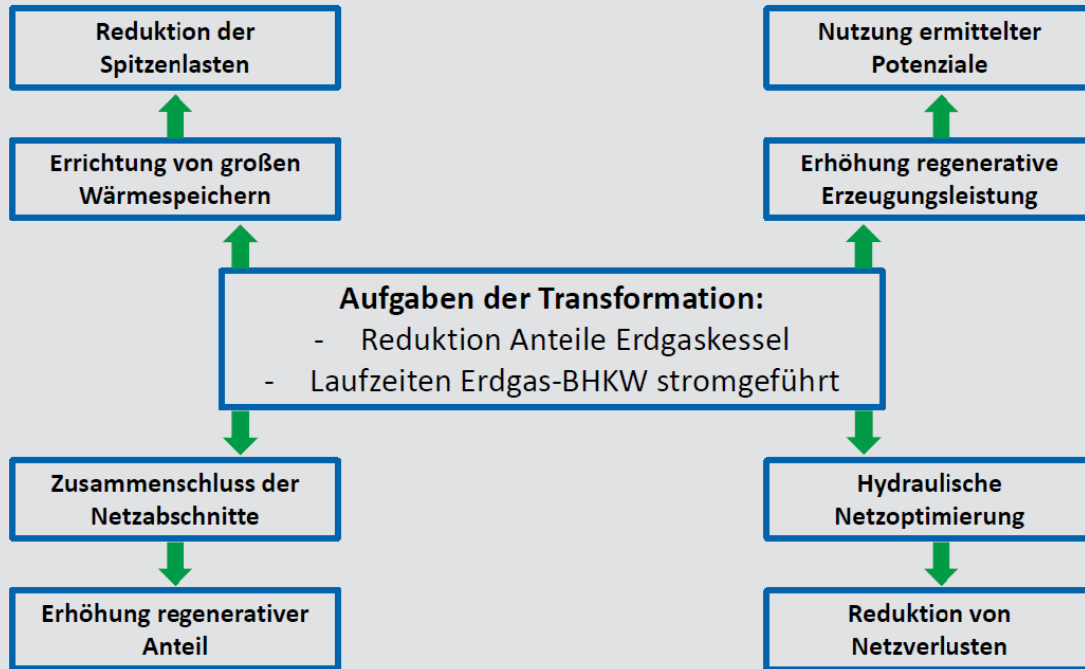 Reduktion der
Spitzenlasten
Nutzung ermittelter
Potenziale
Errichtung von großen
Wärmespeichern
Erhöhung regenerative
Erzeugungsleistung
Aufgaben der Transformation:
- Reduktion Anteile Erdgaskessel
- Laufzeiten Erdgas-BHKW stromgeführt
Zusammenschluss der
Netzabschnitte
Hydraulische
Netzoptimierung
Erhöhung regenerativer
Anteil
Reduktion von
Netzverlusten